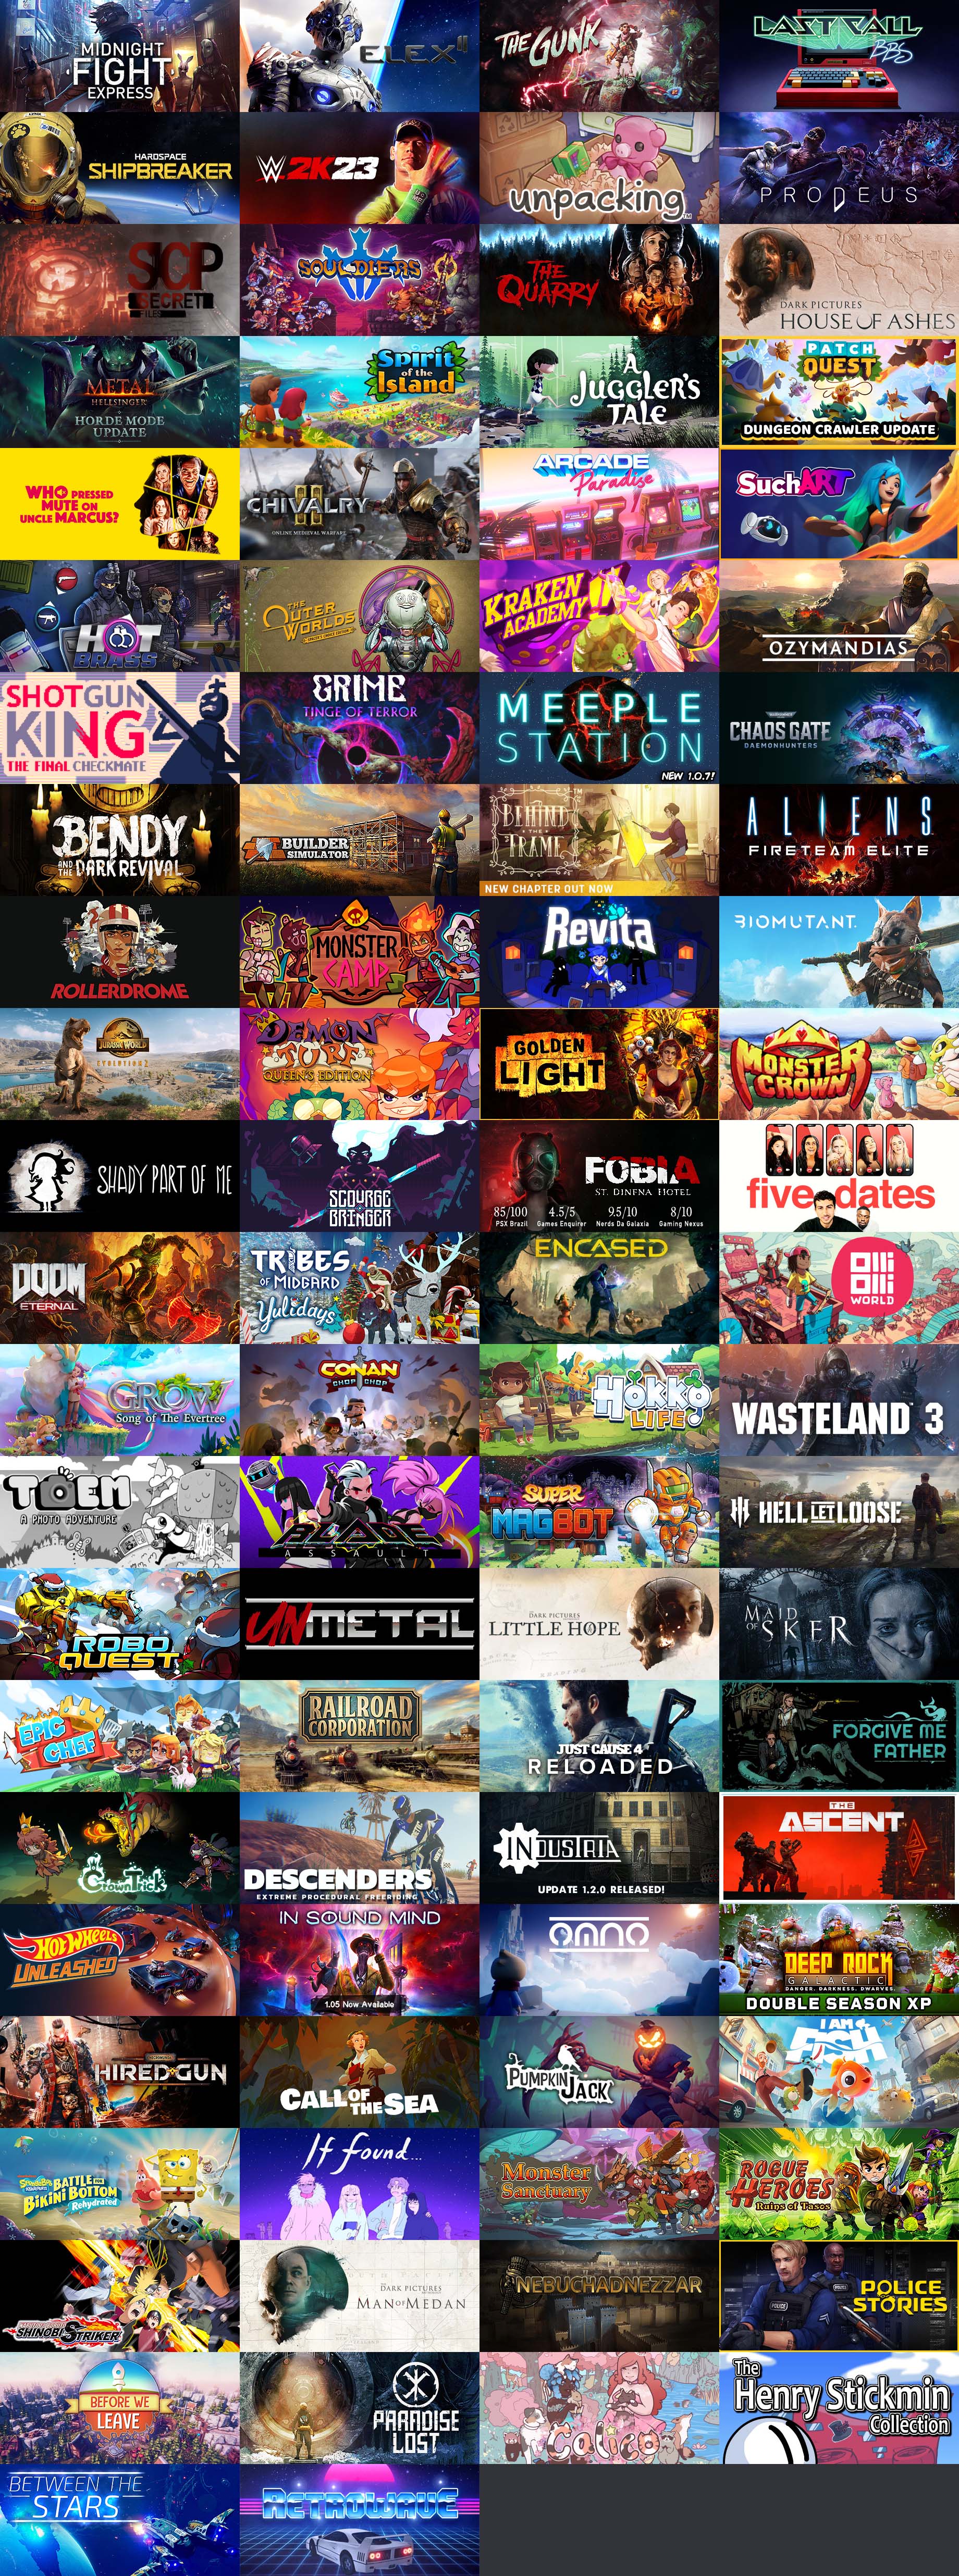 MIDNIGHT
FIGHT
EXPRESS
ELEX II
THE GUNK
LAST CALL
BBS
HARDSPACE
SHIPBREAKER
W 2K23
unpacking
PRODEUS
SCP
SECRET
FILES
SOULDIERS
THE
QUARRY
THE DARK PICTURES
HOUSE OF ASHES
METAL
HELLSINGER
HORDE MODE
UPDATE
Spirit
of the
Island
A
JUGGLER'S
TALE
PATCH
QUEST
DUNGEON CRAWLER UPDATE
WHO PRESSED
MUTE ON
UNCLE MARCUS?
CHIVALRY
II
ONLINE MEDIEVAL WARFARE
ARCADE
Paradise
SuchART
HOT
BRASS
THE
OUTER
WORLDS
KRAKEN
ACADEMY!!
OZYMANDIAS
SHOTGUN
KING
THE FINAL CHECKMATE
GRIME
TINGE OF TERROR
MEEPLE
STATION
NEW 1.0.7!
CHAOS GATE
DAEMONHUNTERS
BENDY
AND THE DARK REVIVAL
BUILDER
SIMULATOR
BEHIND
THE
FRAME
NEW CHAPTER OUT NOW
ALIENS
FIRETEAM ELITE
ROLLERDROME
MONSTER
CAMP
Revita
BIOMUTANT
JURASSIC WORLD
EVOLUTION 2
DEMON
TURF
QUEEN'S EDITION
GOLDEN
LIGHT
MONSTER
CROWN
SHADY PART OF ME
SCOURGE
BRINGER
FOBIA
ST. DINFNA HOTEL
85/100 4.5/5 9.5/10 8/10
PSX Brazil Games Enquirer Nerds Da Galaxia Gaming Nexus
five dates
DOOM
ETERNAL
TRIBES
OF MIDGARD
Yulidays
ENCASED
OlliOlli
WORLD
GROW
Song of The Evertree
CONAN
CHOP CHOP
HOKKO
LIFE
WASTELAND 3
TOEM
A PHOTO ADVENTURE
BLADE
ASSAULT
SUPER
MAGBOT
HELL LET LOOSE
ROBO
QUEST
UNMETAL
THE DARK PICTURES
LITTLE HOPE
MAID
OF SKER
EPIC
CHEF
RAILROAD
CORPORATION
JUST CAUSE 4
RELOADED
FORGIVE ME
FATHER
CrownTrick
DESCENDERS
EXTREME PROCEDURAL FREERIDING
INDUSTRIA
UPDATE 1.2.0 RELEASED!
THE
ASCENT
HOT WHEELS
UNLEASHED
IN SOUND MIND
1.05 Now Available
OMNO
DEEP ROCK
GALACTIC
DANGER. DARKNESS. DWARVES.
DOUBLE SEASON XP
HIRED GUN
CALL OF THE SEA
PUMPKIN
JACK
I AM
FISH
SPONGEBOB
BATTLE FOR
BIKINI BOTTOM
Rehydrated
If found...
Monster
Sanctuary
ROGUE
HEROES
Ruins of Tasos
SHINOBI STRIKER
THE DARK PICTURES
MAN OF MEDAN
NEBUCHADNEZZAR
POLICE
STORIES
BEFORE WE
LEAVE
PARADISE
LOST
Calico
The
Henry Stickmin
Collection
BETWEEN THE
STARS
RETROWAVE